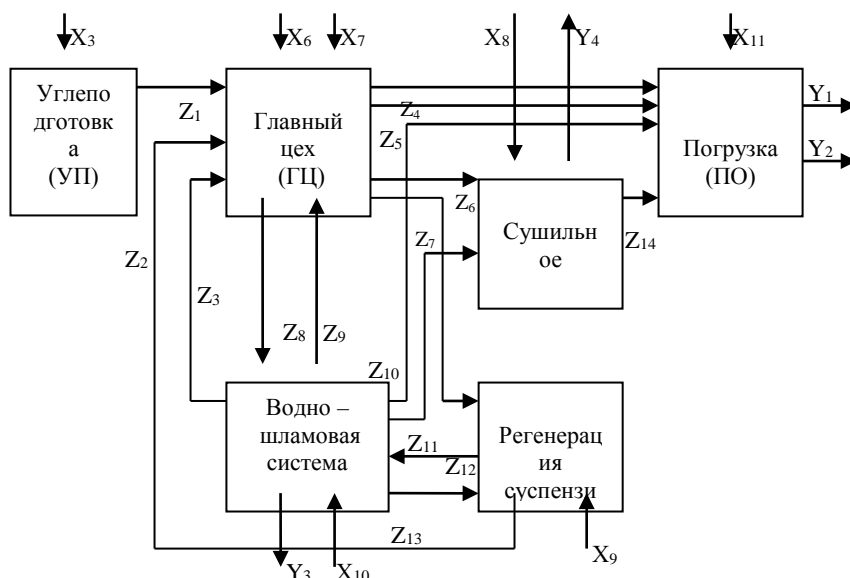 X3 X6 X7 X8 Y4 X11
Углепо
дготовк
а
(УП)
Z1
Главный
цех
(ГЦ)
Z4
Z5
Погрузка
(ПО)
Y1
Y2
Z6
Сушильн
ое
Z14
Z2
Z3
Z7
Z8 Z9
Z10
Водно –
шламовая
система
Z11
Z12
Регенерац
ия
суспензи
Z13
Y3 X10 X9